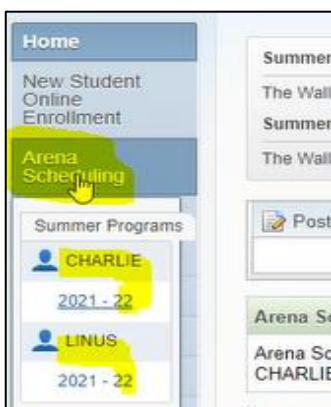 Home
New Student
Online
Enrollment
Arena
Scheduling
Summer Programs
CHARLIE
2021 - 22
LINUS
2021 - 22
Summer
The Wall
Summer
The Wall
Post
Arena Sc
Arena Sc
CHARLIE